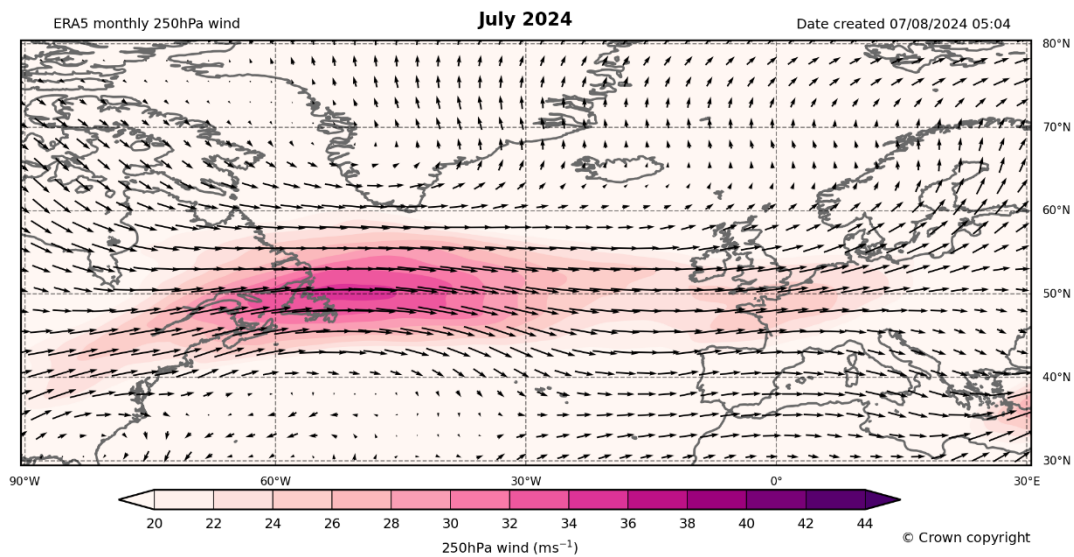 ERA5 monthly 250hPa wind
July 2024
Date created 07/08/2024 05:04
80°N
70°N
60°N
50°N
40°N
30°N
90°W 60°W 30°W 0° 30°E
20 22 24 26 28 30 32 34 36 38 40 42 44
250hPa wind (ms⁻¹)
© Crown copyright